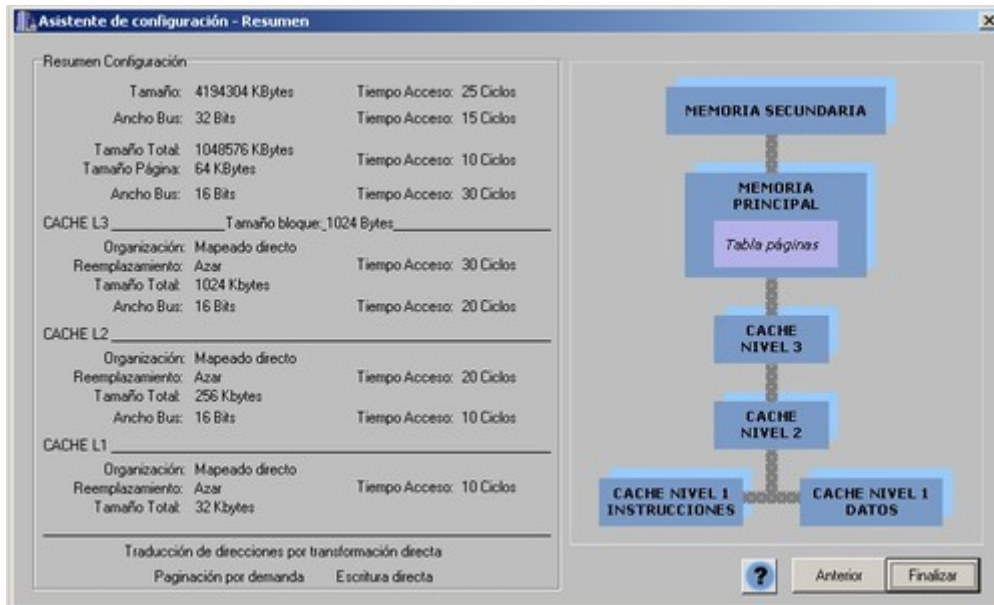 Asistente de configuración - Resumen
Resumen Configuración
Tamaño: 4194304 KBytes Tiempo Acceso: 25 Ciclos
Ancho Bus: 32 Bits Tiempo Acceso: 15 Ciclos
Tamaño Total: 1048576 KBytes
Tiempo Acceso: 10 Ciclos
Tamaño Página: 64 KBytes
Ancho Bus: 16 Bits Tiempo Acceso: 30 Ciclos
CACHE L3 Tamaño bloque: 1024 Bytes
Organización: Mapeado directo
Reemplazamiento: Azar Tiempo Acceso: 30 Ciclos
Tamaño Total: 1024 Kbytes
Ancho Bus: 16 Bits Tiempo Acceso: 20 Ciclos
CACHE L2
Organización: Mapeado directo
Reemplazamiento: Azar Tiempo Acceso: 20 Ciclos
Tamaño Total: 256 Kbytes
Ancho Bus: 16 Bits Tiempo Acceso: 10 Ciclos
CACHE L1
Organización: Mapeado directo
Reemplazamiento: Azar Tiempo Acceso: 10 Ciclos
Tamaño Total: 32 Kbytes
Traducción de direcciones por transformación directa
Paginación por demanda Escritura directa
MEMORIA SECUNDARIA
MEMORIA
PRINCIPAL
Tabla páginas
CACHE
NIVEL 3
CACHE
NIVEL 2
CACHE NIVEL 1
INSTRUCCIONES
CACHE NIVEL 1
DATOS
?
Anterior
Finalizar